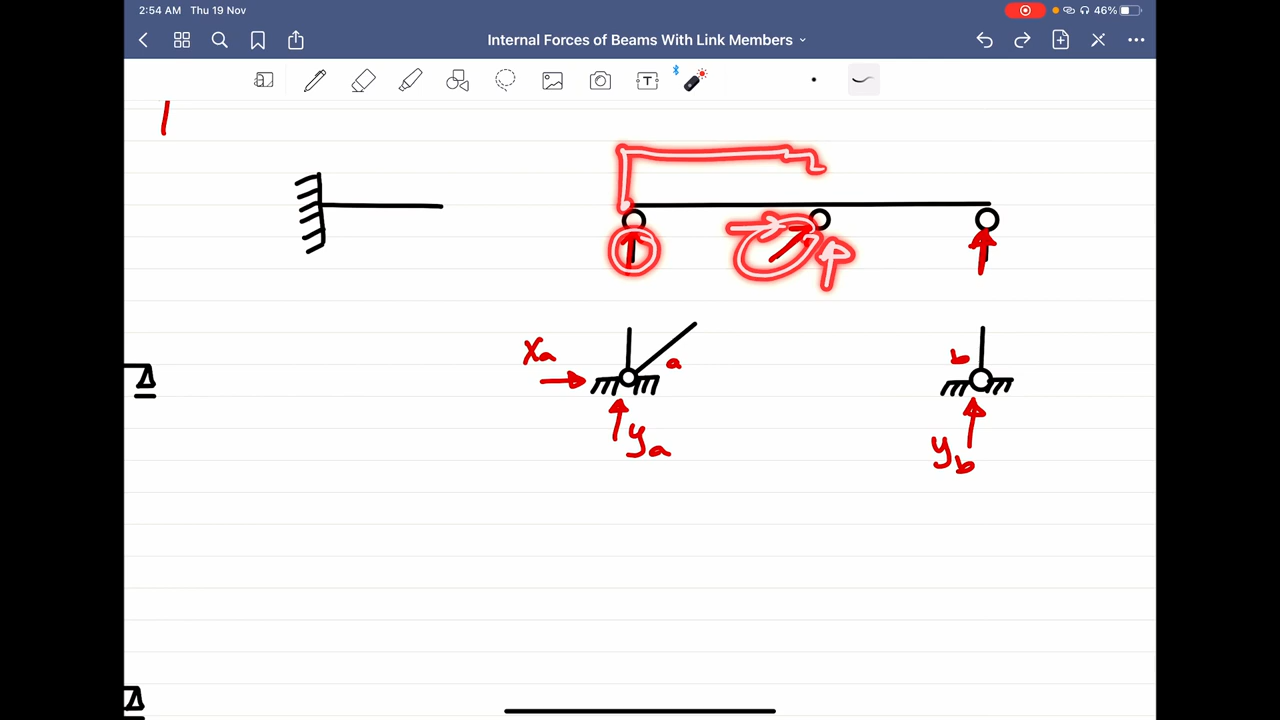 2:54 AM Thu 19 Nov
46%
Internal Forces of Beams With Link Members
T
Xa
a
b
ya
yb